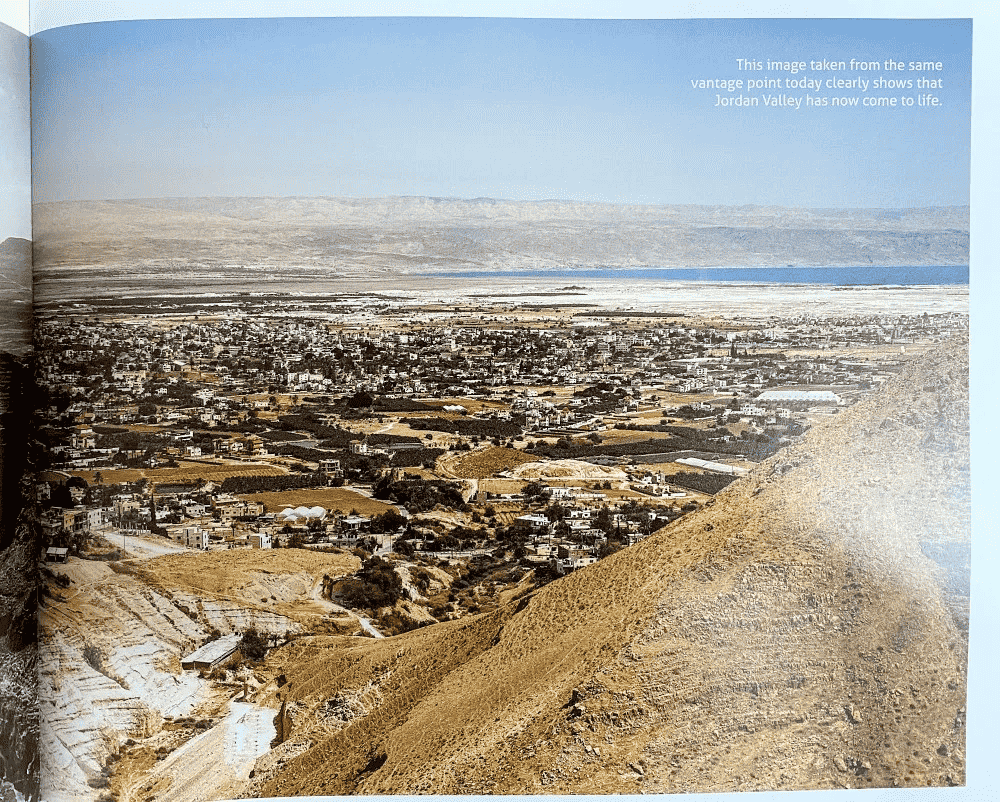 This image taken from the same
vantage point today clearly shows that
Jordan Valley has now come to life.